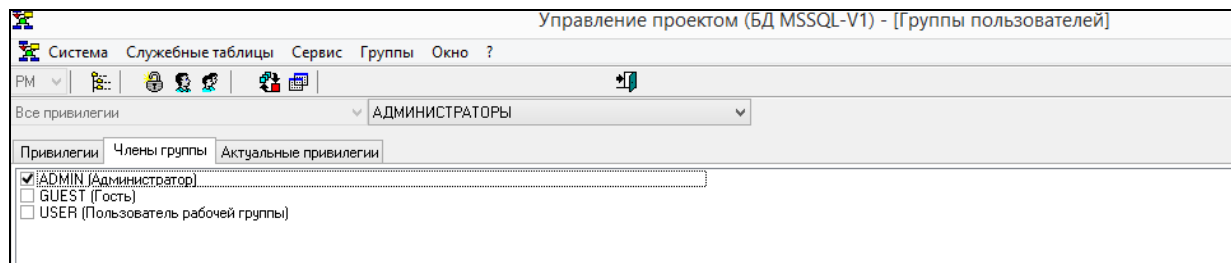 Управление проектом (БД MSSQL-V1) - [Группы пользователей]
Система Служебные таблицы Сервис Группы Окно ?
PM
Все привилегии АДМИНИСТРАТОРЫ
Привилегии Члены группы Актуальные привилегии
ADMIN (Администратор)
GUEST (Гость)
USER (Пользователь рабочей группы)